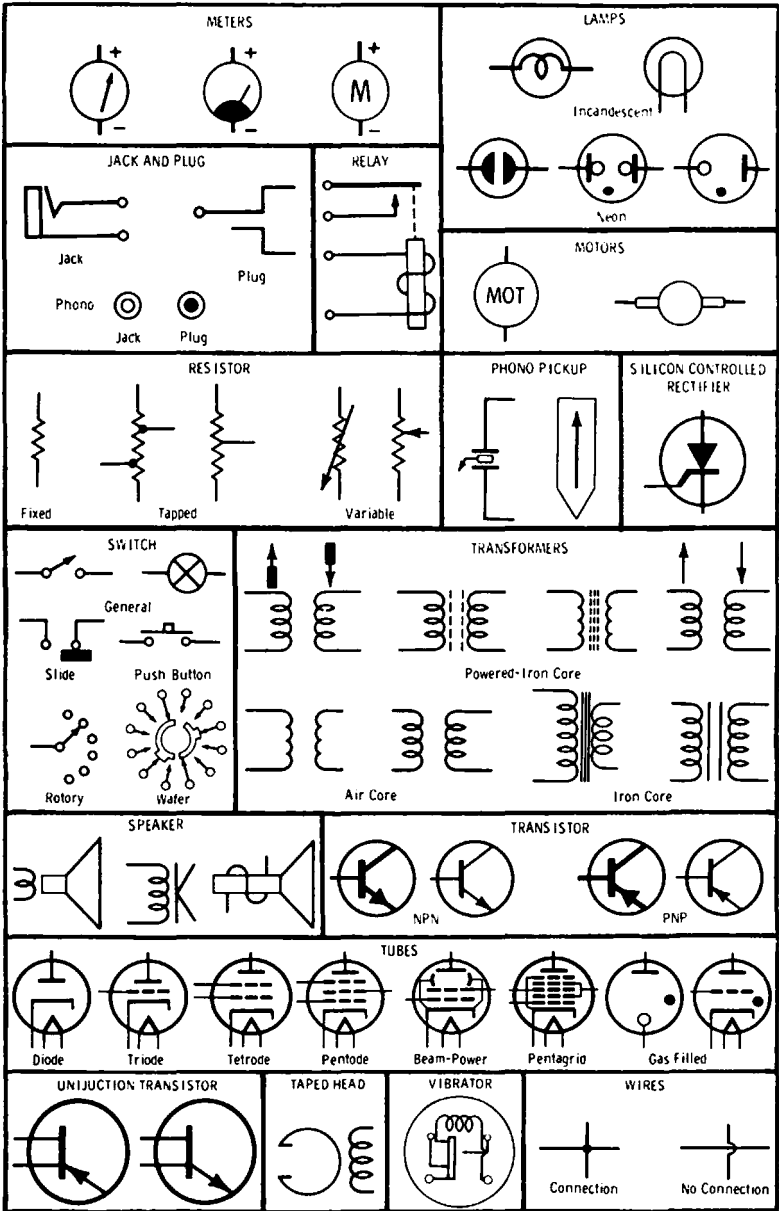 METERS
+ + +
M
− − −
LAMPS
Incandescent
Neon
JACK AND PLUG
Jack
Plug
Phono
Jack Plug
RELAY
MOTORS
MOT
RESISTOR
Fixed Tapped Variable
PHONO PICKUP
SILICON CONTROLLED
RECTIFIER
SWITCH
General
Slide Push Button
Rotory Wafer
TRANSFORMERS
Powered-Iron Core
Air Core Iron Core
SPEAKER
TRANSISTOR
NPN PNP
TUBES
Diode Triode Tetrode Pentode Beam-Power Pentagrid Gas Filled
UNIJUCTION TRANSISTOR
TAPED HEAD
VIBRATOR
WIRES
Connection No Connection